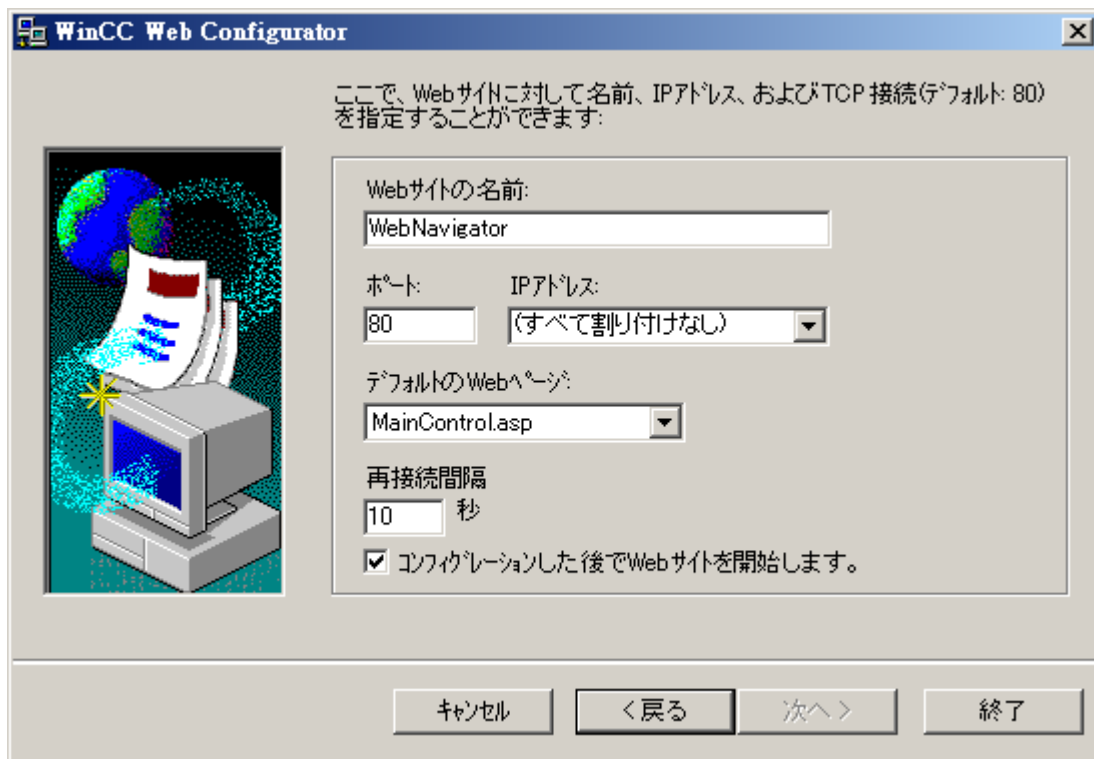 WinCC Web Configurator
ここで、Webサイトに対して名前、IPアドレス、およびTCP接続(デフォルト: 80)
を指定することができます:
Webサイトの名前:
WebNavigator
ポート: IPアドレス:
80 (すべて割り付けなし)
デフォルトのWebページ:
MainControl.asp
再接続間隔
10 秒
コンフィグレーションした後でWebサイトを開始します。
キャンセル <戻る 次へ> 終了